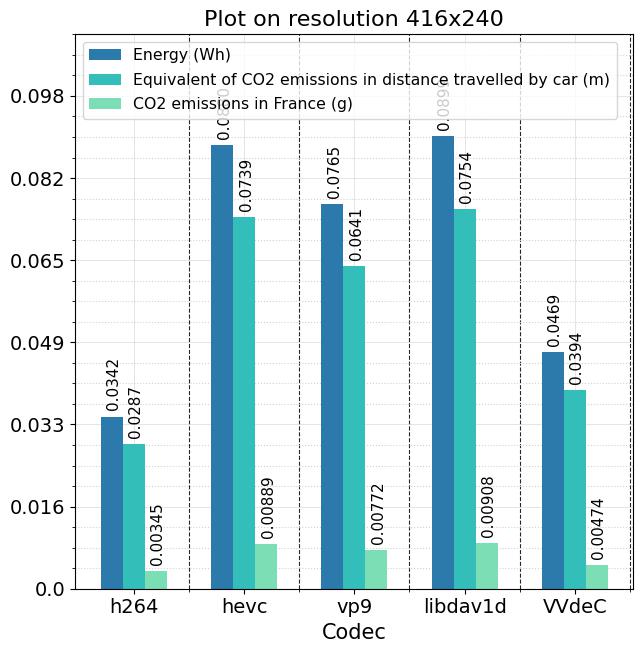 Plot on resolution 416x240
Energy (Wh)
Equivalent of CO2 emissions in distance travelled by car (m)
CO2 emissions in France (g)
0.098
0.082
0.065
0.049
0.033
0.016
0.0
0.0342
0.0287
0.00345
0.0739
0.00889
0.0765
0.0641
0.00772
0.0754
0.00908
0.0469
0.0394
0.00474
h264
hevc
vp9
libdav1d
VVdeC
Codec